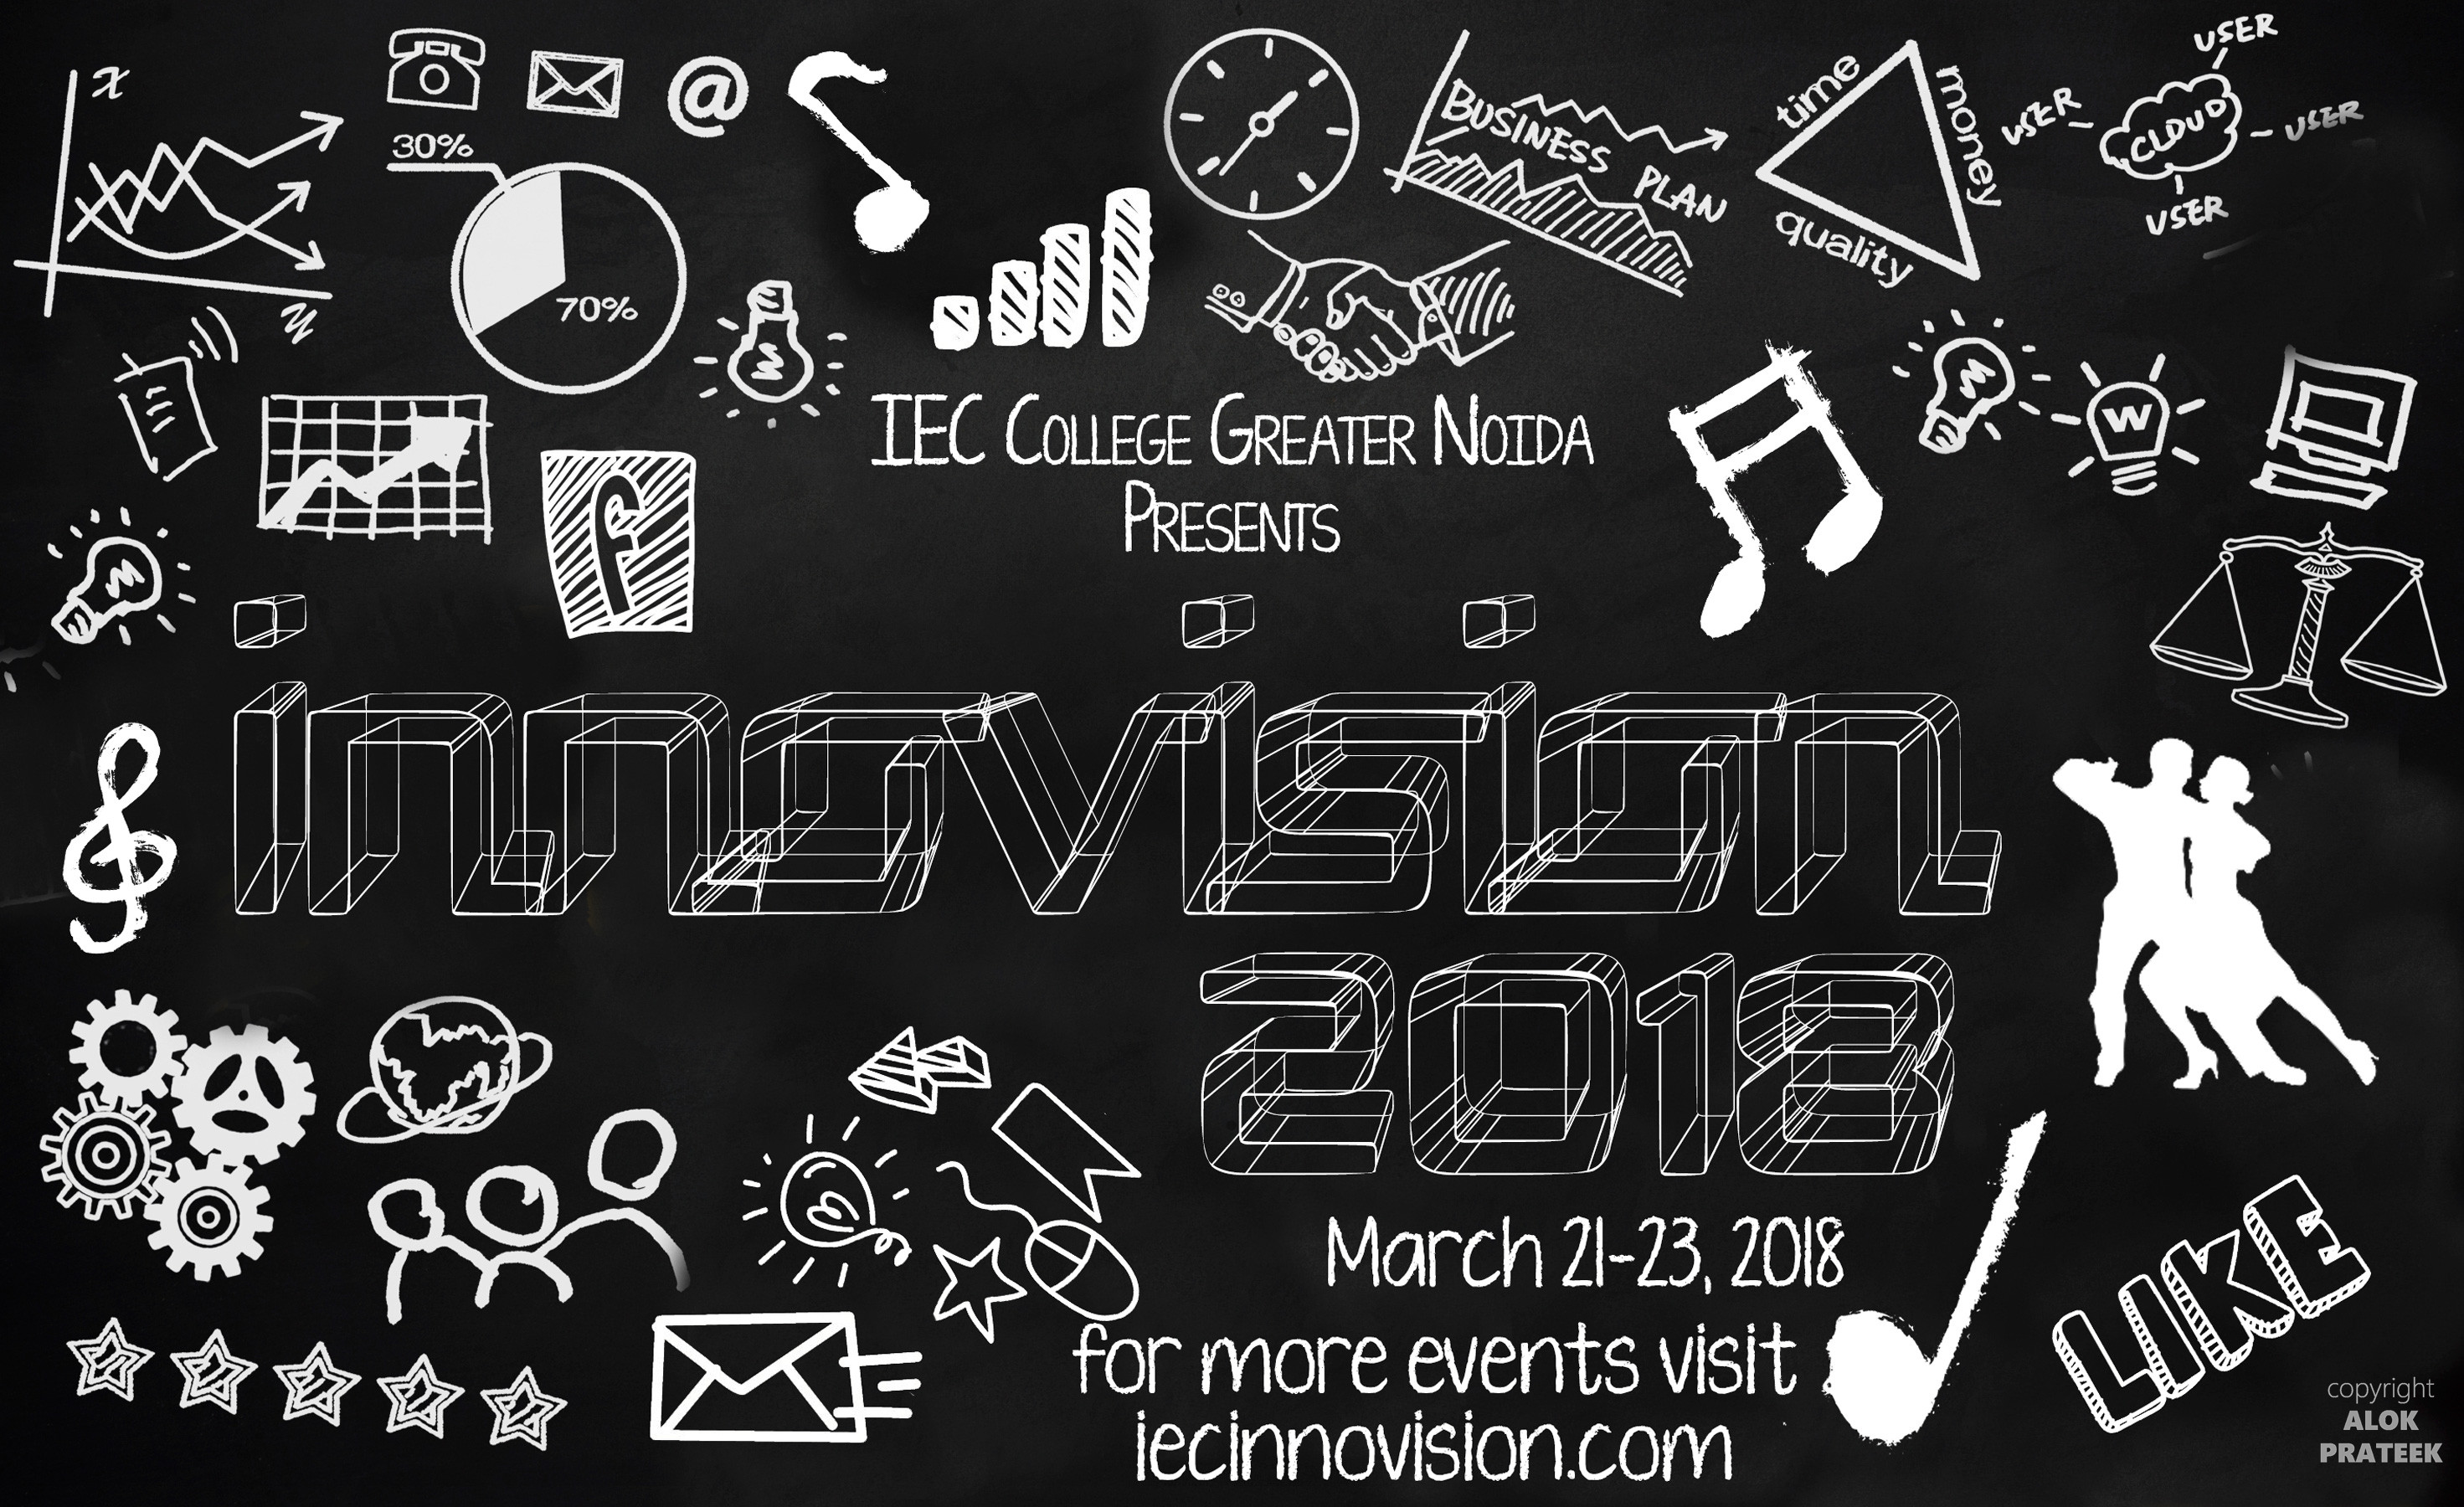 x
y
30%
70%
@
BUSINESS PLAN
time
money
quality
USER
USER
CLOUD
USER
USER
W
f
IEC COLLEGE GREATER NOIDA
PRESENTS
innovision
2018
March 21-23, 2018
for more events visit
iecinnovision.com
LIKE
copyright
ALOK
PRATEEK